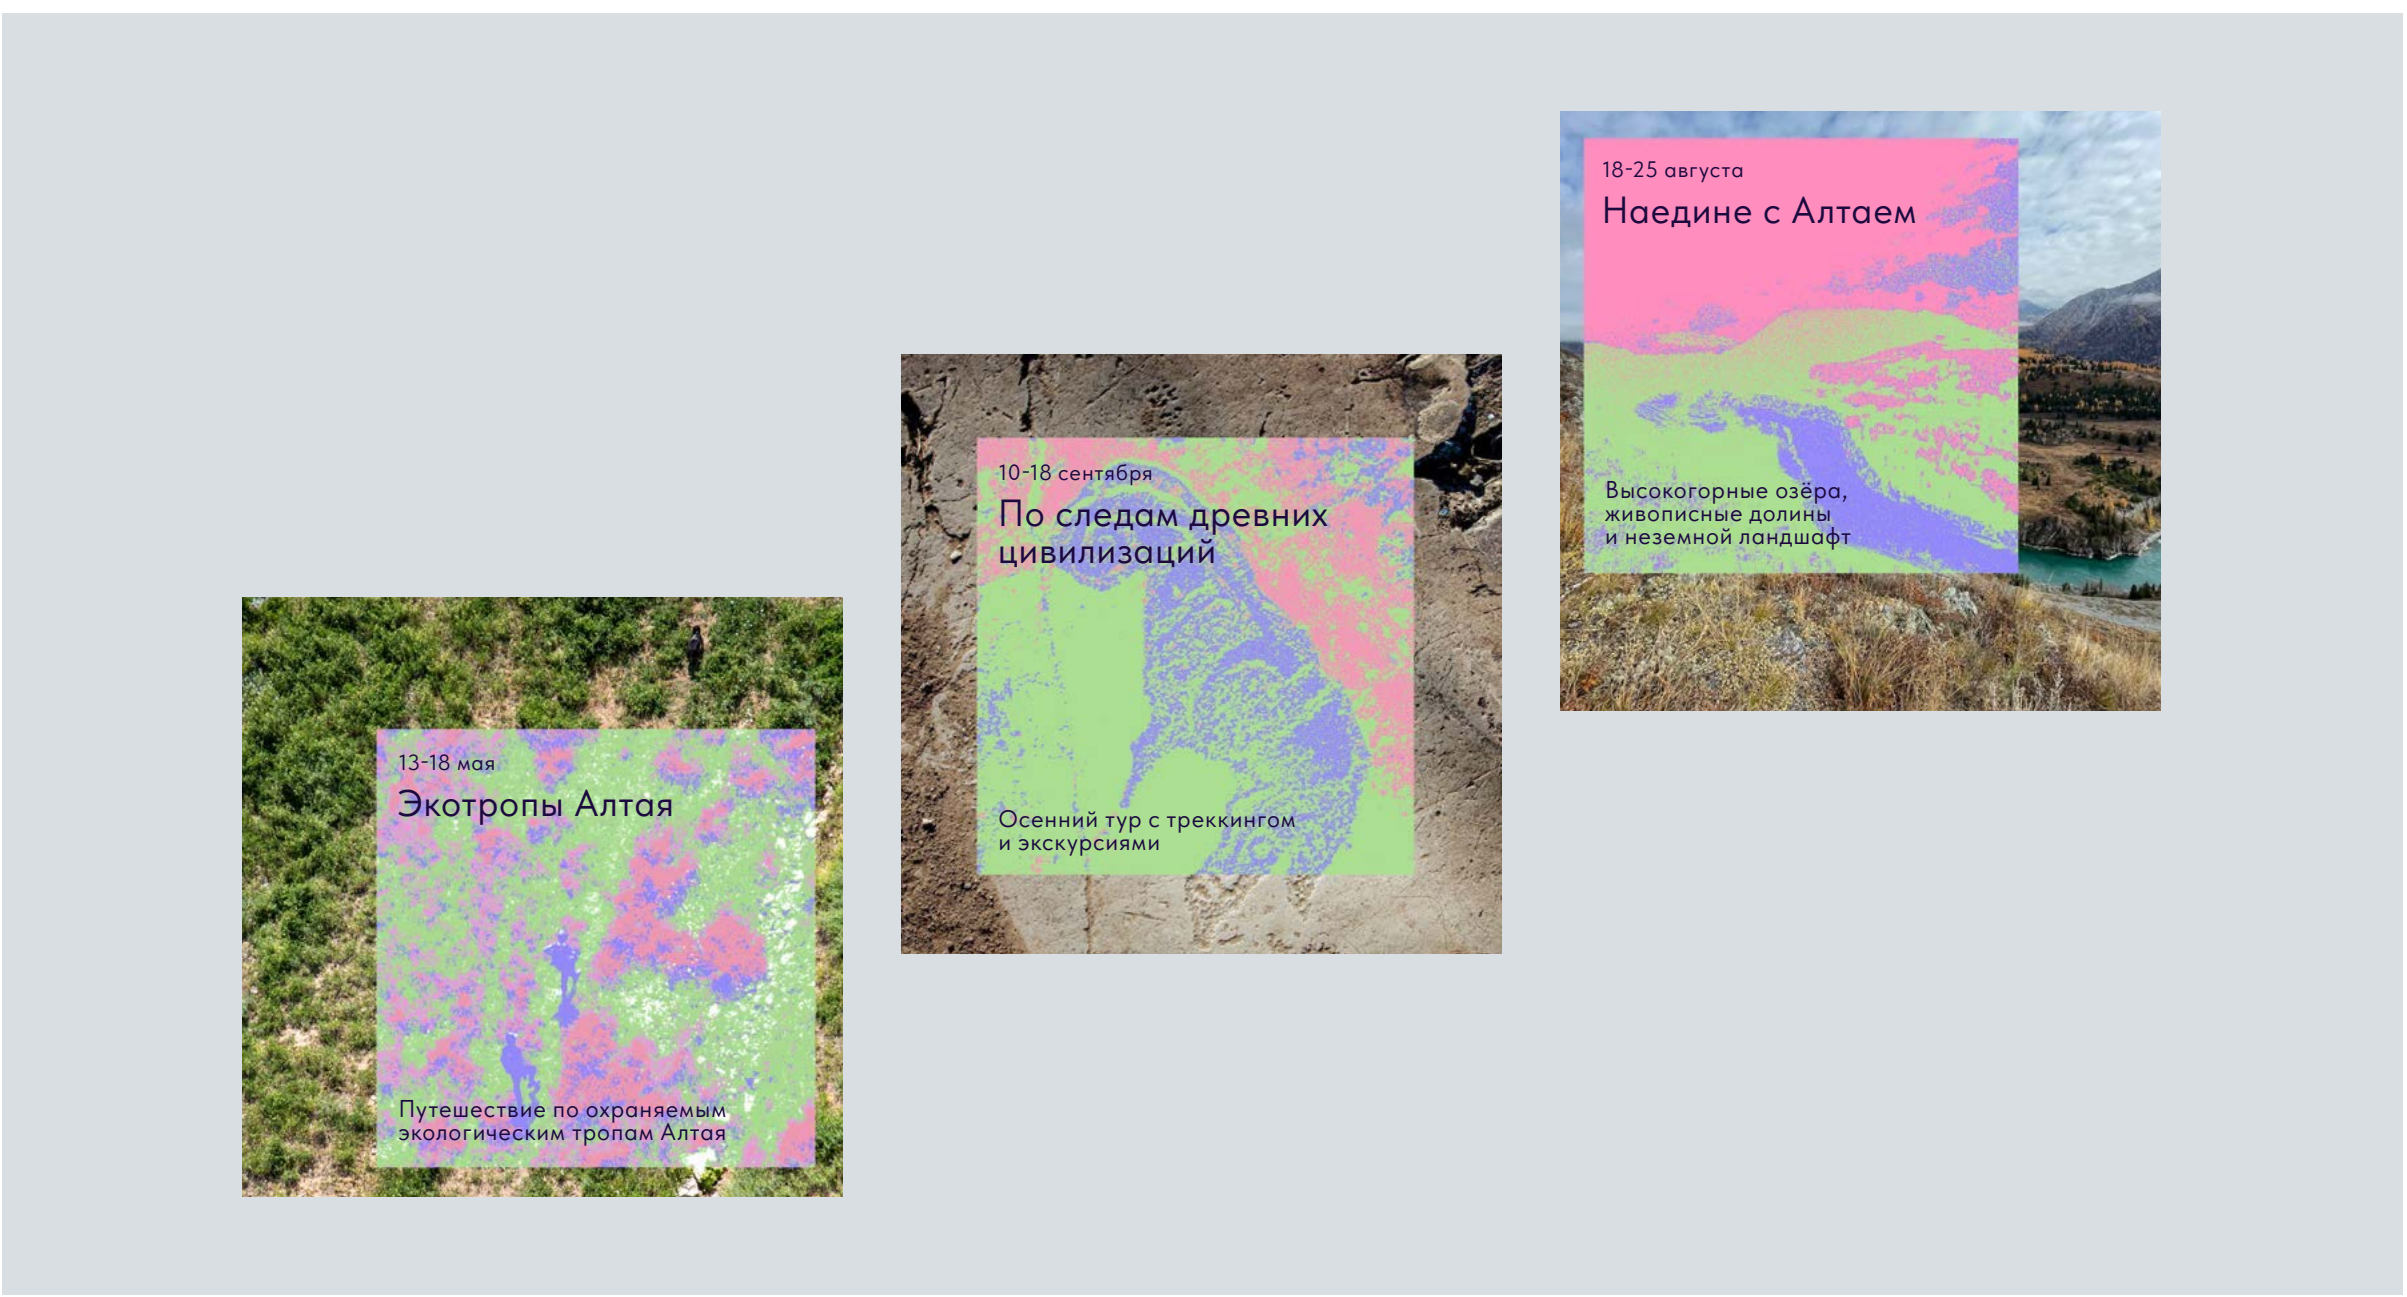 13-18 мая
Экотропы Алтая
Путешествие по охраняемым
экологическим тропам Алтая
10-18 сентября
По следам древних
цивилизаций
Осенний тур с треккингом
и экскурсиями
18-25 августа
Наедине с Алтаем
Высокогорные озёра,
живописные долины
и неземной ландшафт